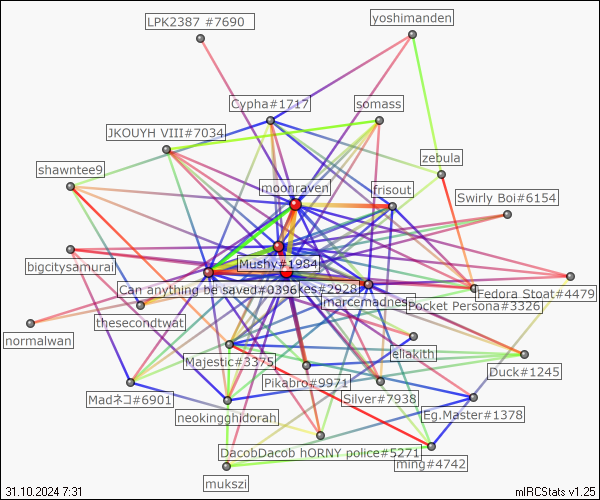 LPK2387 #7690
yoshimanden
Cypha#1717
somass
JKOUYH VIII#7034
zebula
shawntee9
moonraven
frisout
Swirly Boi#6154
Mushy#1984
bigcitysamurai
Can anything be saved#0396
kes#2928
marcemadness
Pocket Persona#3326
Fedora Stoat#4479
thesecondtwat
normalwan
Majestic#3375
eliakith
Pikabro#9971
Duck#1245
Madネコ#6901
Silver#7938
neokingghidorah
Eg.Master#1378
DacobDacob hORNY police#5271
ming#4742
mukszi
31.10.2024 7:31
mIRCStats v1.25